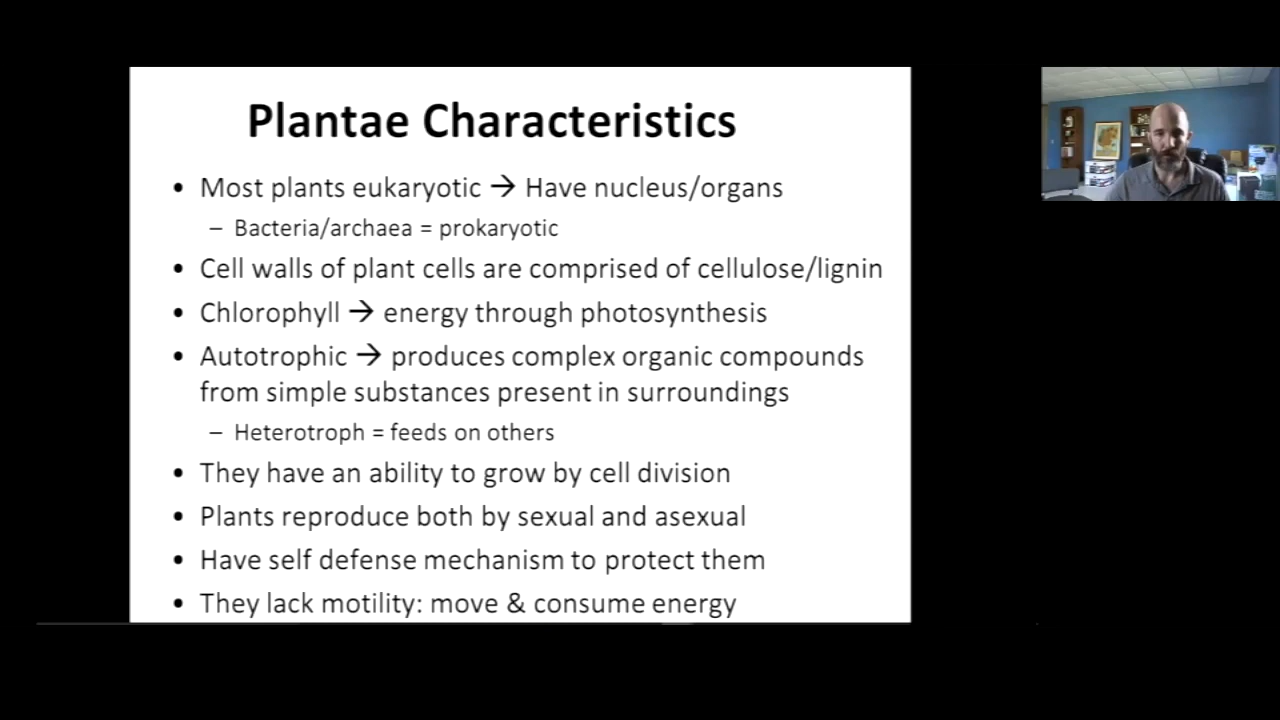 Plantae Characteristics
• Most plants eukaryotic → Have nucleus/organs
– Bacteria/archaea = prokaryotic
• Cell walls of plant cells are comprised of cellulose/lignin
• Chlorophyll → energy through photosynthesis
• Autotrophic → produces complex organic compounds
from simple substances present in surroundings
– Heterotroph = feeds on others
• They have an ability to grow by cell division
• Plants reproduce both by sexual and asexual
• Have self defense mechanism to protect them
• They lack motility: move & consume energy